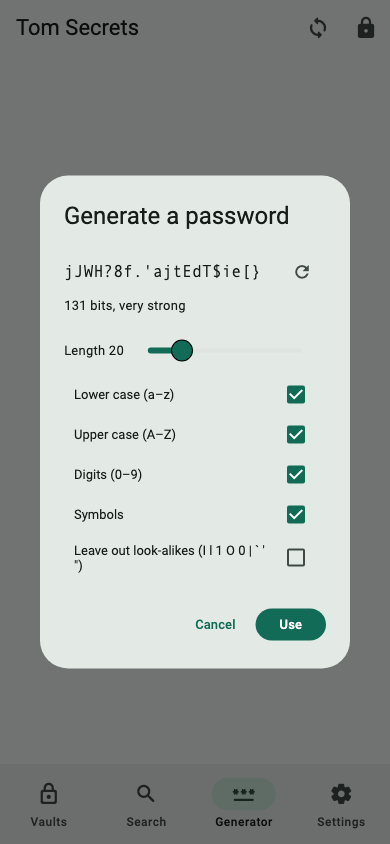 Tom Secrets
Generate a password
jJWH?8f.'ajtEdT$ie[}
131 bits, very strong
Length 20
Lower case (a–z)
Upper case (A–Z)
Digits (0–9)
Symbols
Leave out look-alikes (I l 1 O 0 | ` '
")
Cancel
Use
Vaults
Search
Generator
Settings